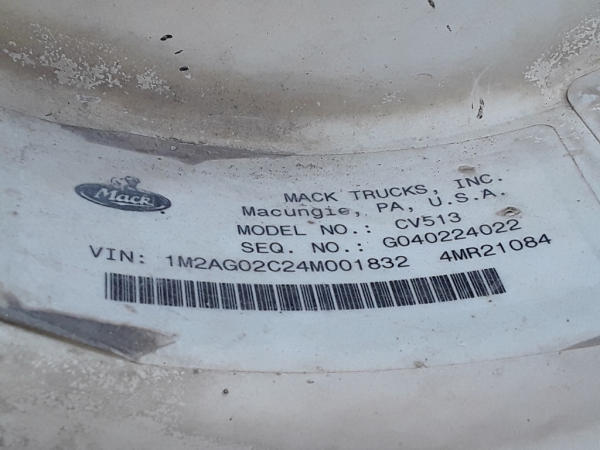 Mack
MACK TRUCKS, INC.
Macungie, PA, U.S.A.
MODEL NO.: CV513
SEQ. NO.: G040224022
VIN: 1M2AG02C24M001832 4MR21084